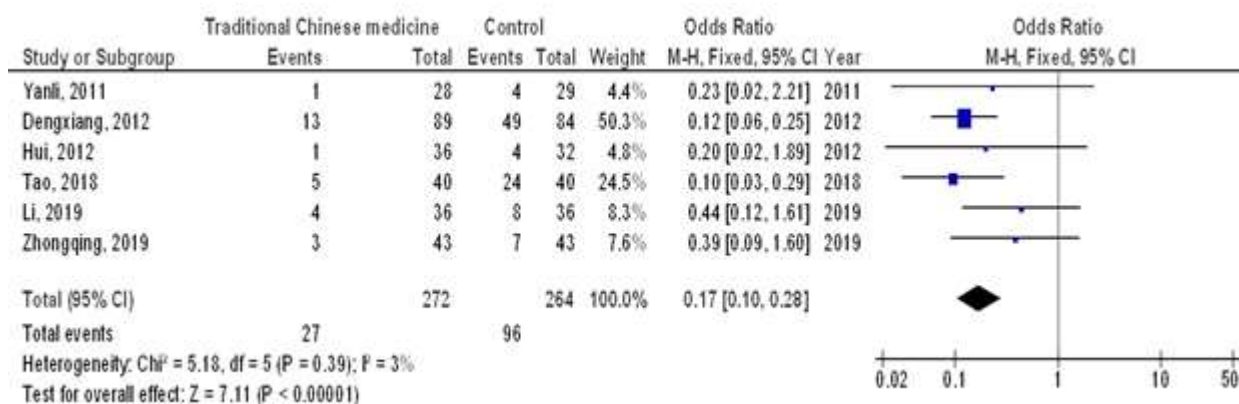 Traditional Chinese medicine Control Odds Ratio Odds Ratio
Study or Subgroup Events Total Events Total Weight M-H, Fixed, 95% CI Year M-H, Fixed, 95% CI
Yanli, 2011 1 28 4 29 4.4% 0.23 [0.02, 2.21] 2011
Dengxiang, 2012 13 89 49 84 50.3% 0.12 [0.06, 0.25] 2012
Hui, 2012 1 36 4 32 4.8% 0.20 [0.02, 1.89] 2012
Tao, 2018 5 40 24 40 24.5% 0.10 [0.03, 0.29] 2018
Li, 2019 4 36 8 36 8.3% 0.44 [0.12, 1.61] 2019
Zhongqing, 2019 3 43 7 43 7.6% 0.39 [0.09, 1.60] 2019
Total (95% CI) 272 264 100.0% 0.17 [0.10, 0.28]
Total events 27 96
Heterogeneity: Chi² = 5.18, df = 5 (P = 0.39); I² = 3%
Test for overall effect: Z = 7.11 (P < 0.00001)
0.02 0.1 1 10 50